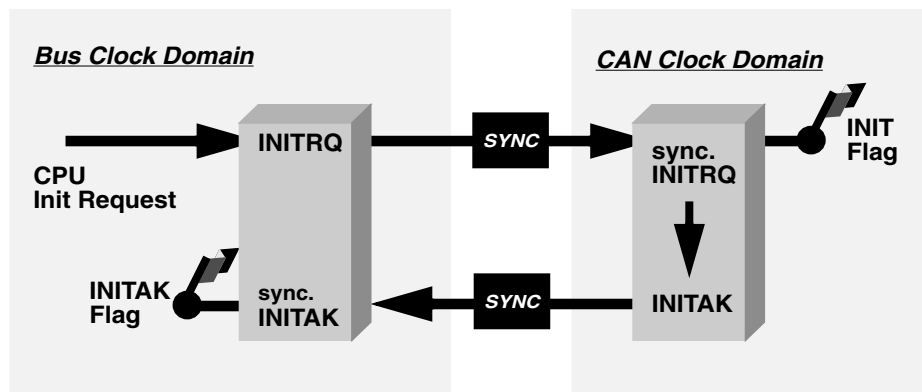 Bus Clock Domain
CAN Clock Domain
CPU
Init Request
INITRQ
SYNC
sync.
INITRQ
INIT
Flag
INITAK
Flag
sync.
INITAK
SYNC
INITAK